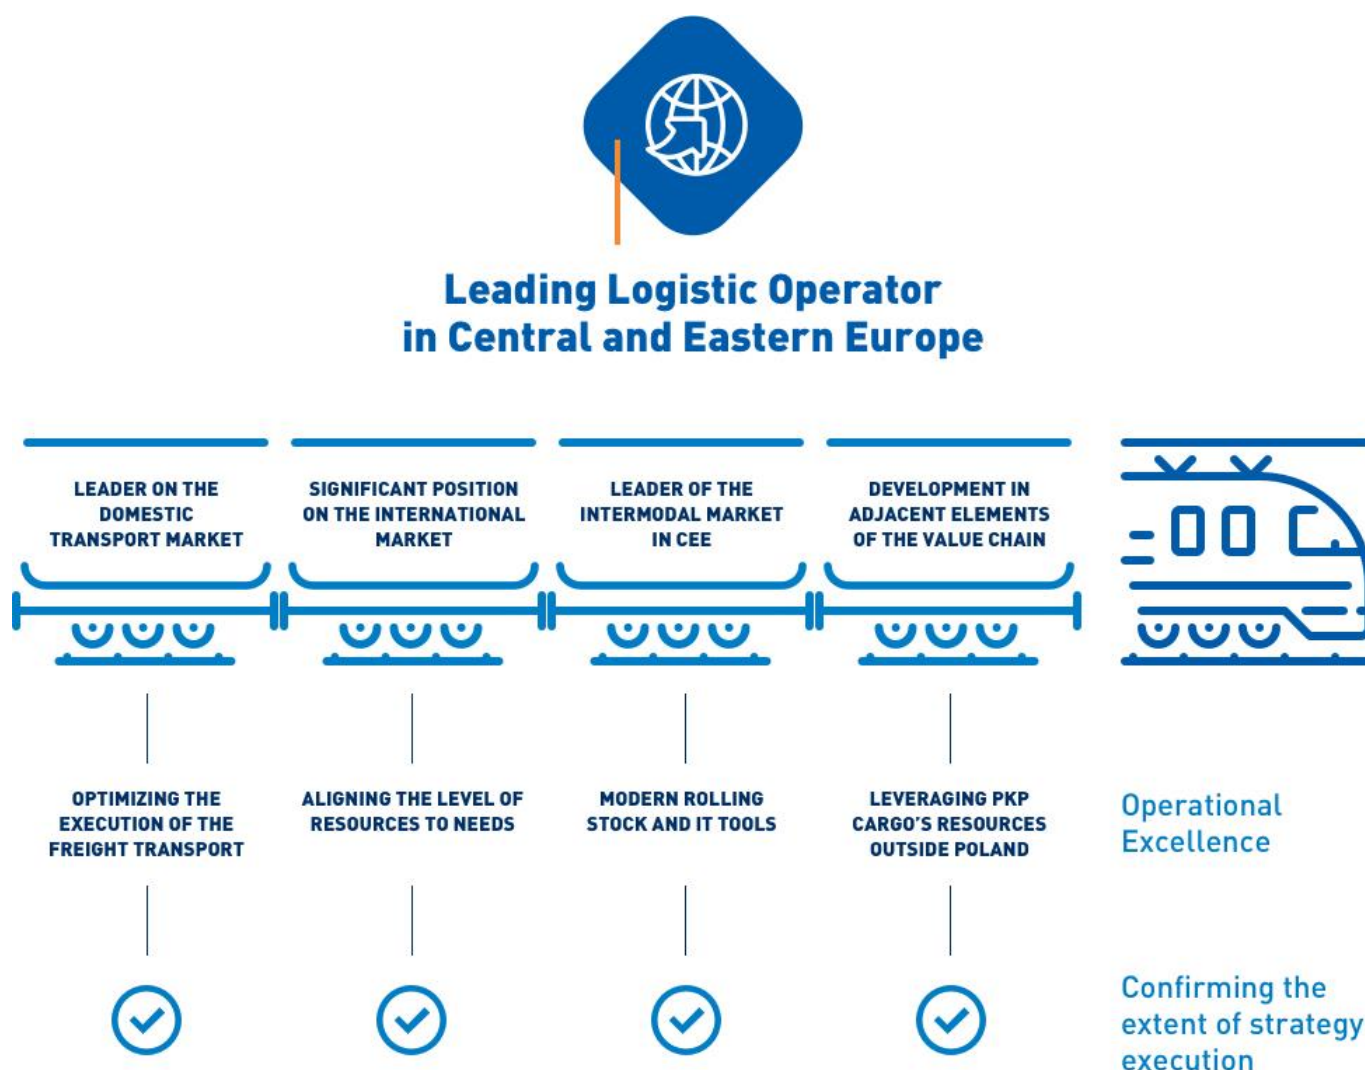 Leading Logistic Operator
in Central and Eastern Europe
LEADER ON THE
DOMESTIC
TRANSPORT MARKET
SIGNIFICANT POSITION
ON THE INTERNATIONAL
MARKET
LEADER OF THE
INTERMODAL MARKET
IN CEE
DEVELOPMENT IN
ADJACENT ELEMENTS
OF THE VALUE CHAIN
OPTIMIZING THE
EXECUTION OF THE
FREIGHT TRANSPORT
ALIGNING THE LEVEL OF
RESOURCES TO NEEDS
MODERN ROLLING
STOCK AND IT TOOLS
LEVERAGING PKP
CARGO'S RESOURCES
OUTSIDE POLAND
Operational
Excellence
Confirming the
extent of strategy
execution